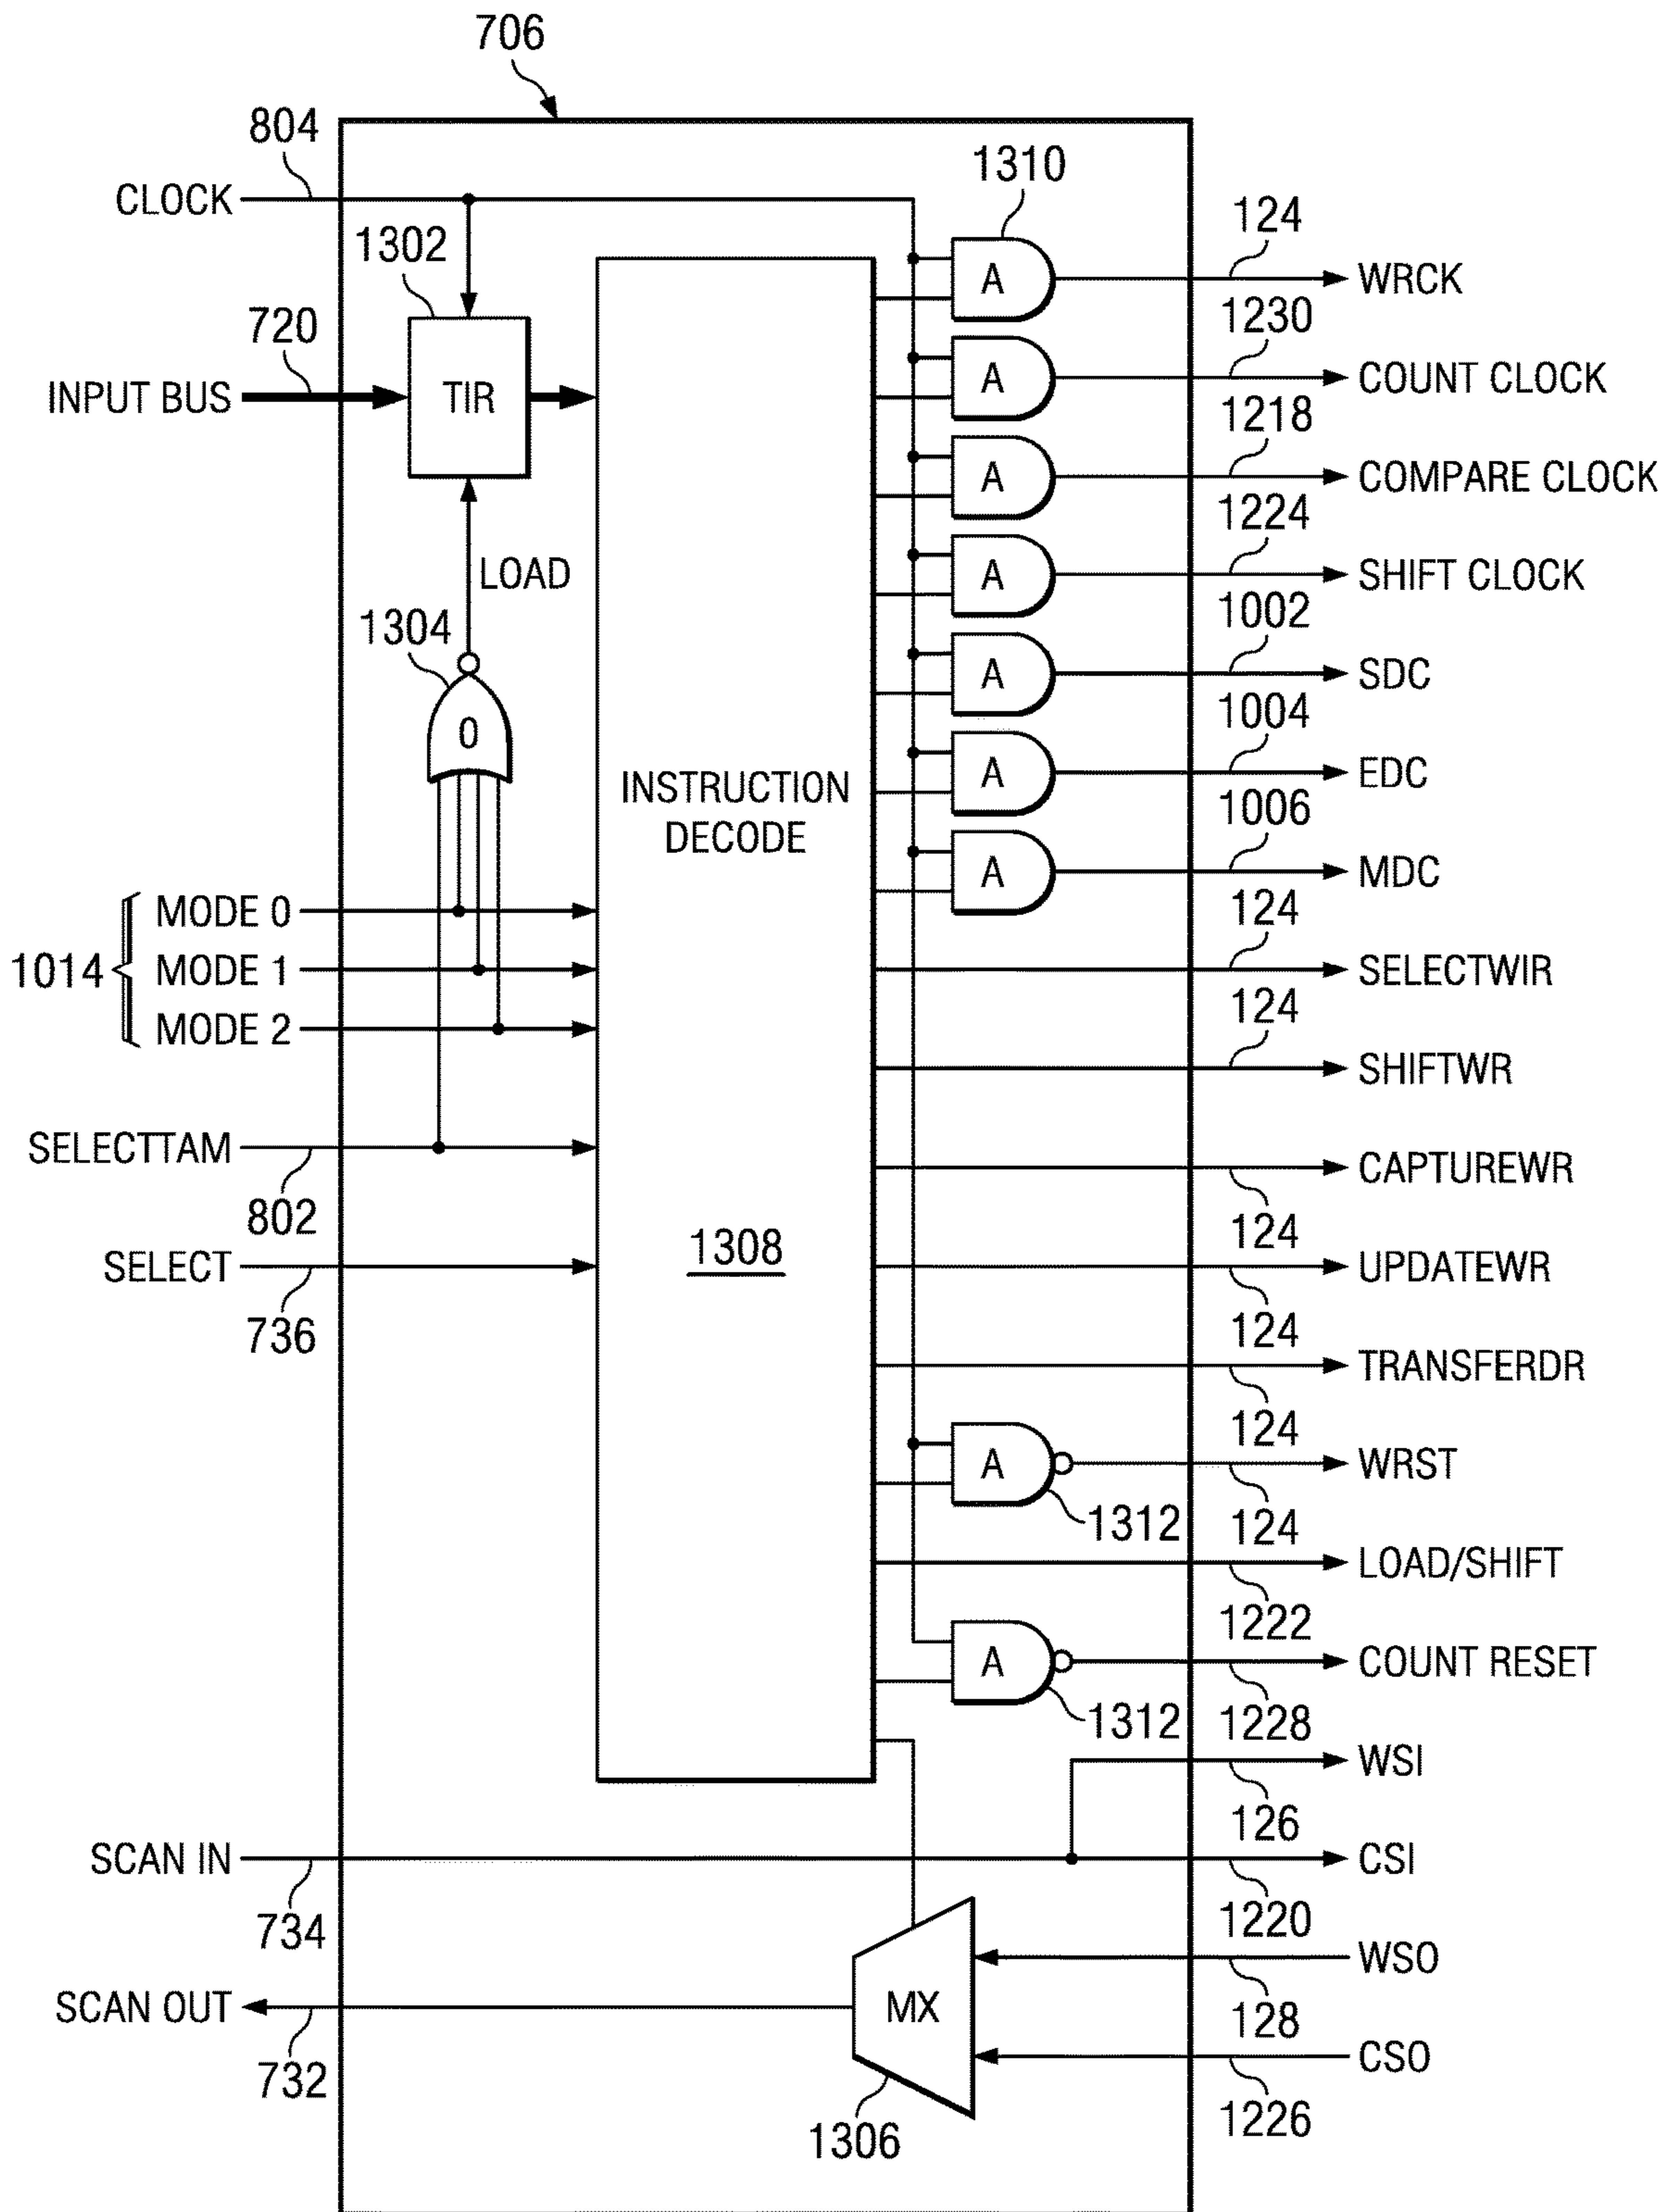 706
804
CLOCK
1310
1302
124
WRCK
720
1230
INPUT BUS
TIR
A
COUNT CLOCK
A
1218
COMPARE CLOCK
A
1224
LOAD
A
SHIFT CLOCK
1304
1002
A
SDC
0
1004
INSTRUCTION
DECODE
A
EDC
1006
A
MDC
MODE 0
124
1014
MODE 1
SELECTWIR
MODE 2
124
SHIFTWR
SELECTTAM
CAPTUREWR
802
124
1308
SELECT
UPDATEWR
736
124
TRANSFERDR
124
A
WRST
1312
124
LOAD/SHIFT
1222
A
COUNT RESET
1312
1228
WSI
126
SCAN IN
CSI
734
1220
WSO
SCAN OUT
MX
128
732
CSO
1306
1226